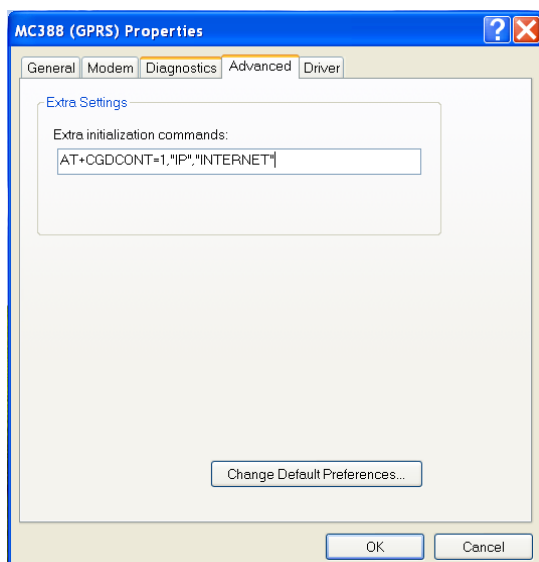 MC388 (GPRS) Properties
General Modem Diagnostics Advanced Driver
Extra Settings
Extra initialization commands:
AT+CGDCONT=1,"IP","INTERNET"
Change Default Preferences...
OK Cancel